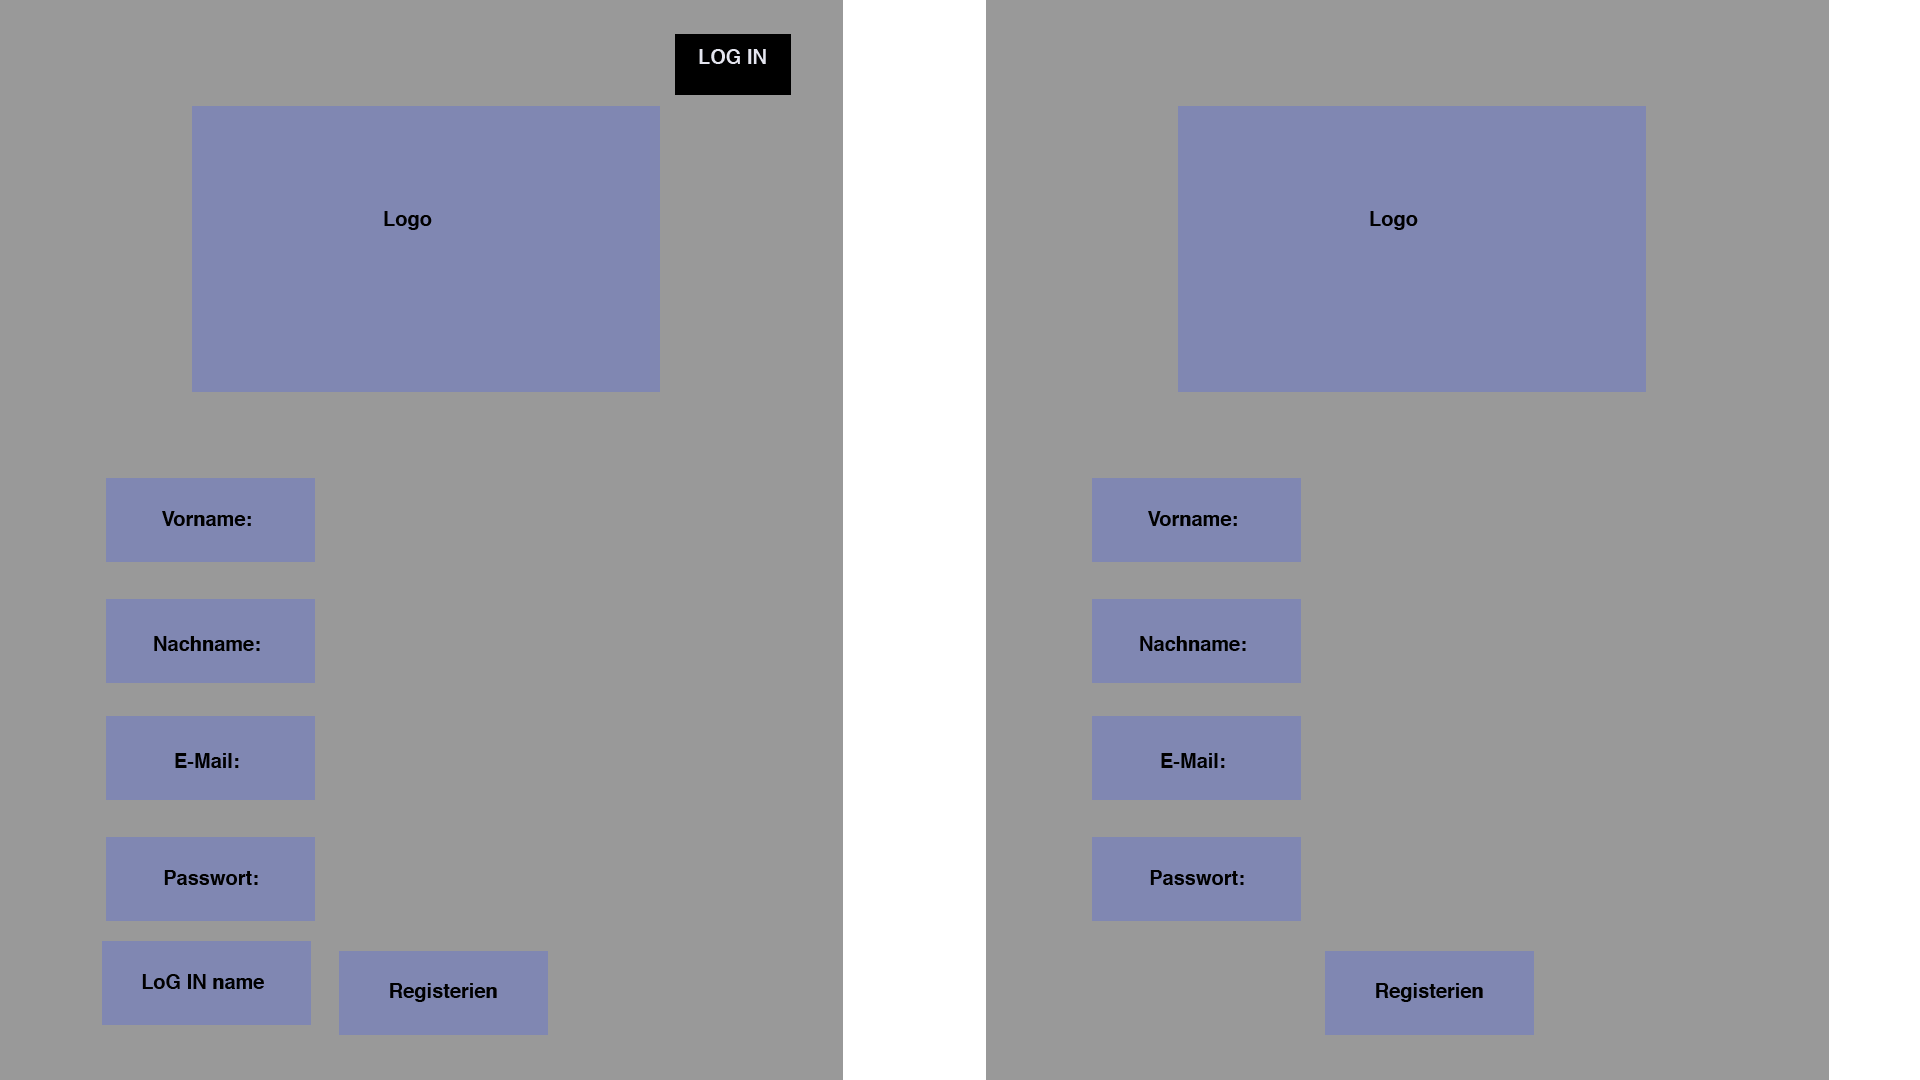 LOG IN
Logo
Vorname:
Nachname:
E-Mail:
Passwort:
LoG IN name
Registerien
Logo
Vorname:
Nachname:
E-Mail:
Passwort:
Registerien